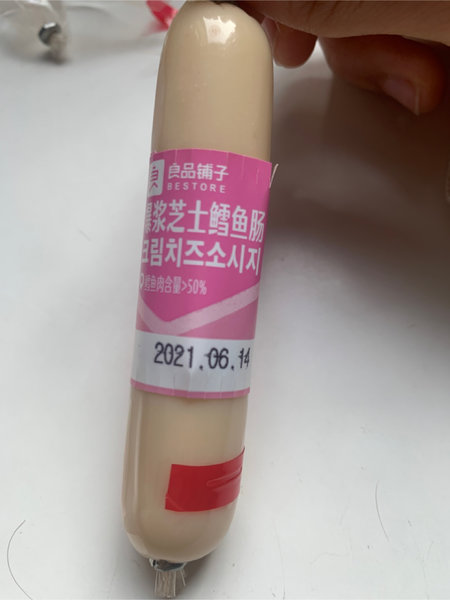 良品铺子
BESTORE
爆浆芝士鳕鱼肠
크림치즈소시지
鳕鱼肉含量>50%
2021.06.14